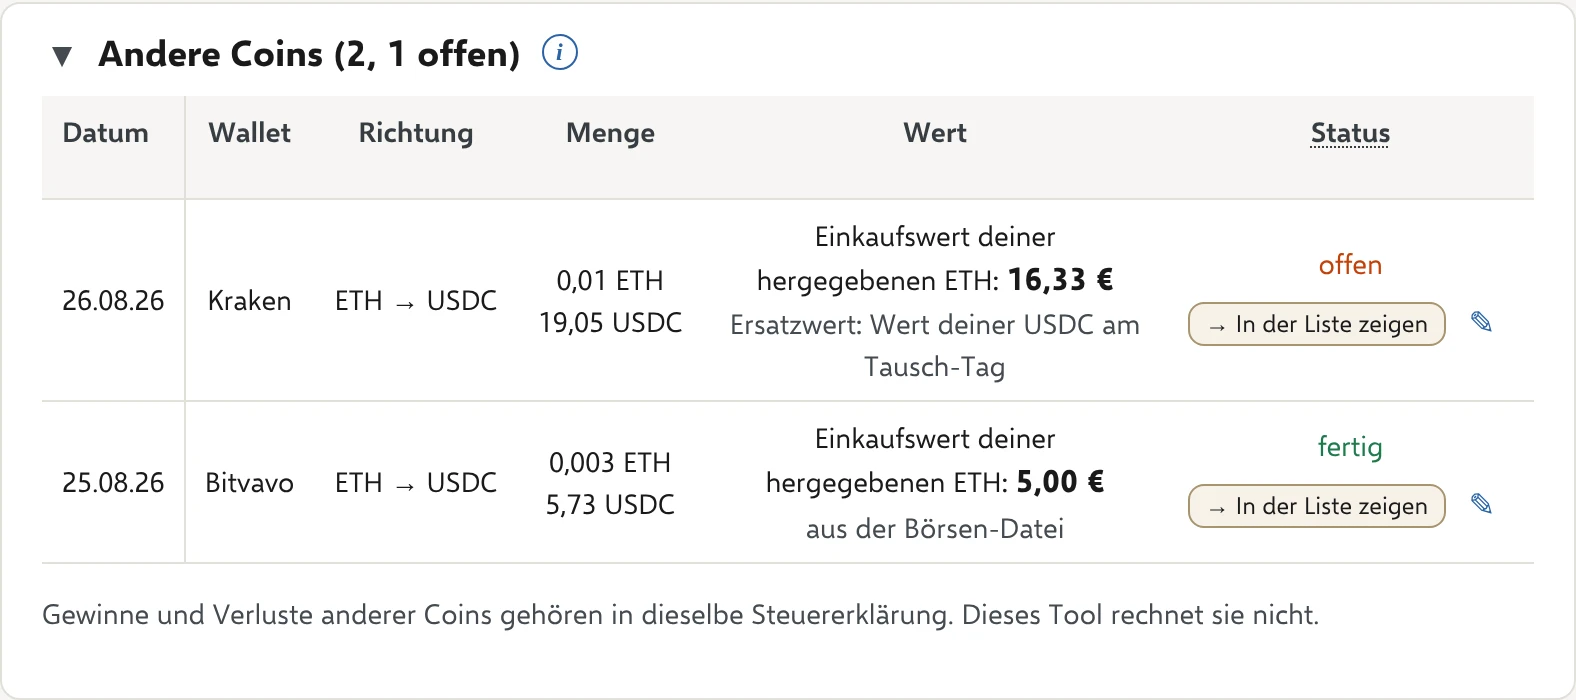 ▼ Andere Coins (2, 1 offen) i
Datum Wallet Richtung Menge Wert Status
26.08.26 Kraken ETH → USDC
0,01 ETH
19,05 USDC
Einkaufswert deiner
hergegebenen ETH: 16,33 €
Ersatzwert: Wert deiner USDC am
Tausch-Tag
offen
→ In der Liste zeigen ✎
25.08.26 Bitvavo ETH → USDC
0,003 ETH
5,73 USDC
Einkaufswert deiner
hergegebenen ETH: 5,00 €
aus der Börsen-Datei
fertig
→ In der Liste zeigen ✎
Gewinne und Verluste anderer Coins gehören in dieselbe Steuererklärung. Dieses Tool rechnet sie nicht.